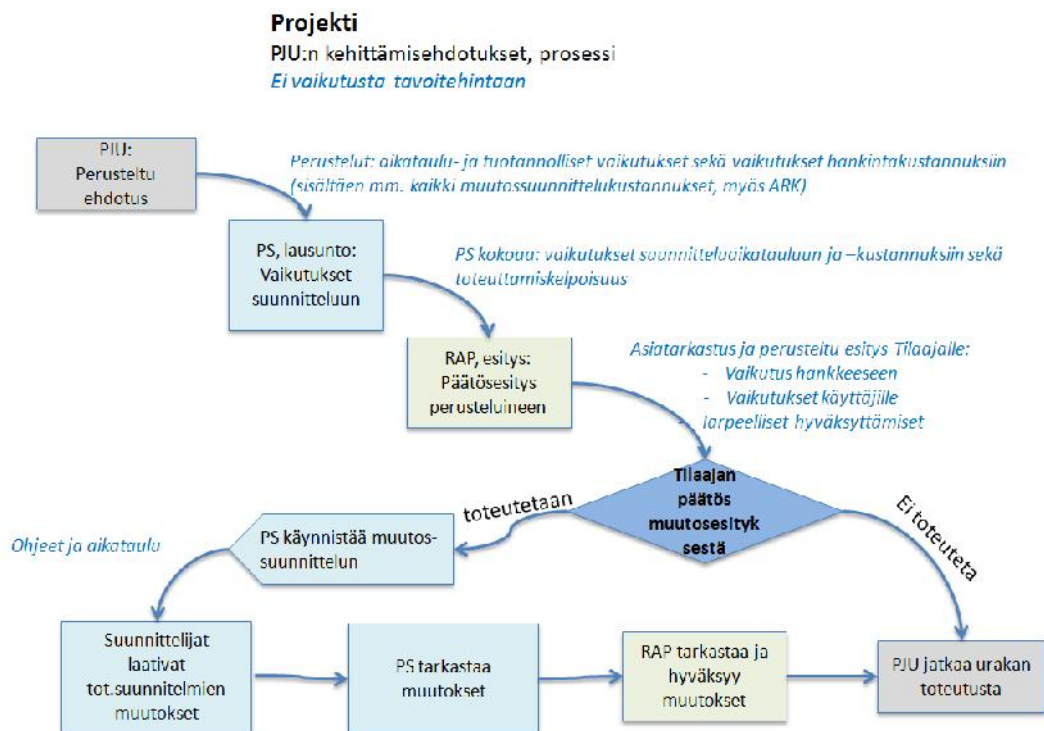 Projekti
PJU:n kehittämisehdotukset, prosessi
Ei vaikutusta tavoitehintaan
PJU:
Perusteltu
ehdotus
Perustelut: aikataulu- ja tuotannolliset vaikutukset sekä vaikutukset hankintakustannuksiin
(sisältäen mm. kaikki muutossuunnittelukustannukset, myös ARK)
PS, lausunto:
Vaikutukset
suunnitteluun
PS kokoaa: vaikutukset suunnitteluaikatauluun ja –kustannuksiin sekä
toteuttamiskelpoisuus
RAP, esitys:
Päätösesitys
perusteluineen
Asiatarkastus ja perusteltu esitys Tilaajalle:
- Vaikutus hankkeeseen
- Vaikutukset käyttäjille
Tarpeelliset hyväksyttämiset
Tilaajan
päätös
muutosesityk
sestä
toteutetaan
Ei toteuteta
PS käynnistää muutos-
suunnittelun
Ohjeet ja aikataulu
Suunnittelijat
laativat
tot.suunnitelmien
muutokset
PS tarkastaa
muutokset
RAP tarkastaa ja
hyväksyy
muutokset
PJU jatkaa urakan
toteutusta